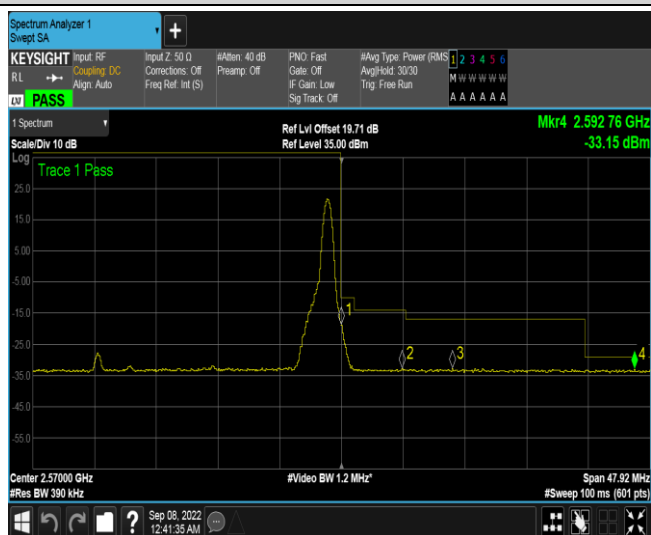 Spectrum Analyzer 1
Swept SA
+
KEYSIGHT
RL
LXI
PASS
Input: RF
Coupling: DC
Align: Auto
Input Z: 50 Ω
Corrections: Off
Freq Ref: Int (S)
#Atten: 40 dB
Preamp: Off
PNO: Fast
Gate: Off
IF Gain: Low
Sig Track: Off
#Avg Type: Power (RMS
Avg|Hold: 30/30
Trig: Free Run
1 2 3 4 5 6
M W W W W W
A A A A A A
1 Spectrum
Scale/Div 10 dB
Ref Lvl Offset 19.71 dB
Ref Level 35.00 dBm
Mkr4 2.592 76 GHz
-33.15 dBm
Log
Trace 1 Pass
25.0
15.0
5.00
-5.00
-15.0
-25.0
-35.0
-45.0
-55.0
1
2
3
4
Center 2.57000 GHz
#Res BW 390 kHz
#Video BW 1.2 MHz*
Span 47.92 MHz
#Sweep 100 ms (601 pts)
?
Sep 08, 2022
12:41:35 AM